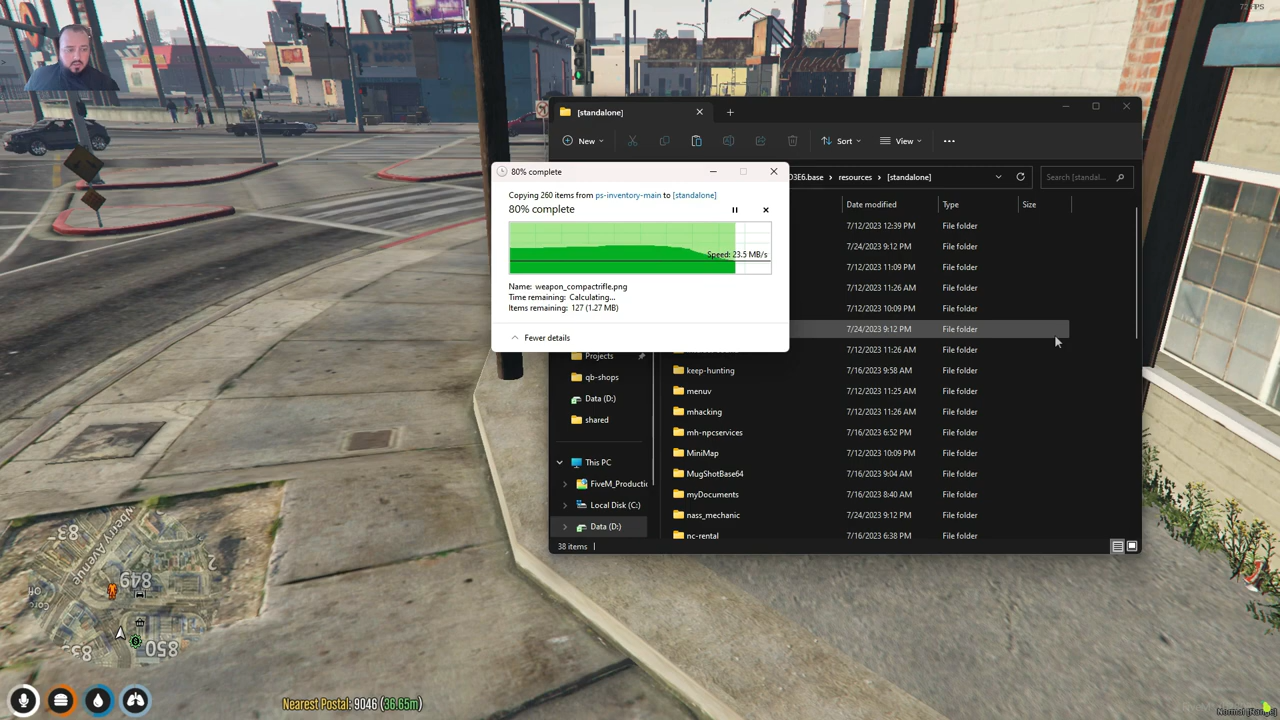 72 FPS
[standalone]
New
Sort
View
80% complete
D3E6.base > resources > [standalone]
Search [standal...
Copying 260 items from ps-inventory-main to [standalone]
80% complete
Speed: 23.5 MB/s
Name: weapon_compactrifle.png
Time remaining: Calculating...
Items remaining: 127 (1.27 MB)
Fewer details
Date modified Type Size
7/12/2023 12:39 PM File folder
7/24/2023 9:12 PM File folder
7/12/2023 11:09 PM File folder
7/12/2023 11:26 AM File folder
7/12/2023 10:09 PM File folder
7/24/2023 9:12 PM File folder
7/12/2023 11:26 AM File folder
keep-hunting 7/16/2023 9:58 AM File folder
menuv 7/12/2023 11:25 AM File folder
mhacking 7/12/2023 11:26 AM File folder
mh-npcservices 7/16/2023 6:52 PM File folder
MiniMap 7/12/2023 10:09 PM File folder
MugShotBase64 7/16/2023 9:04 AM File folder
myDocuments 7/16/2023 8:40 AM File folder
nass_mechanic 7/24/2023 9:12 PM File folder
nc-rental 7/16/2023 6:38 PM File folder
Projects
qb-shops
Data (D:)
shared
This PC
FiveM_Productic
Local Disk (C:)
Data (D:)
38 items
849
850
Nearest Postal: 9046 (36.65m)